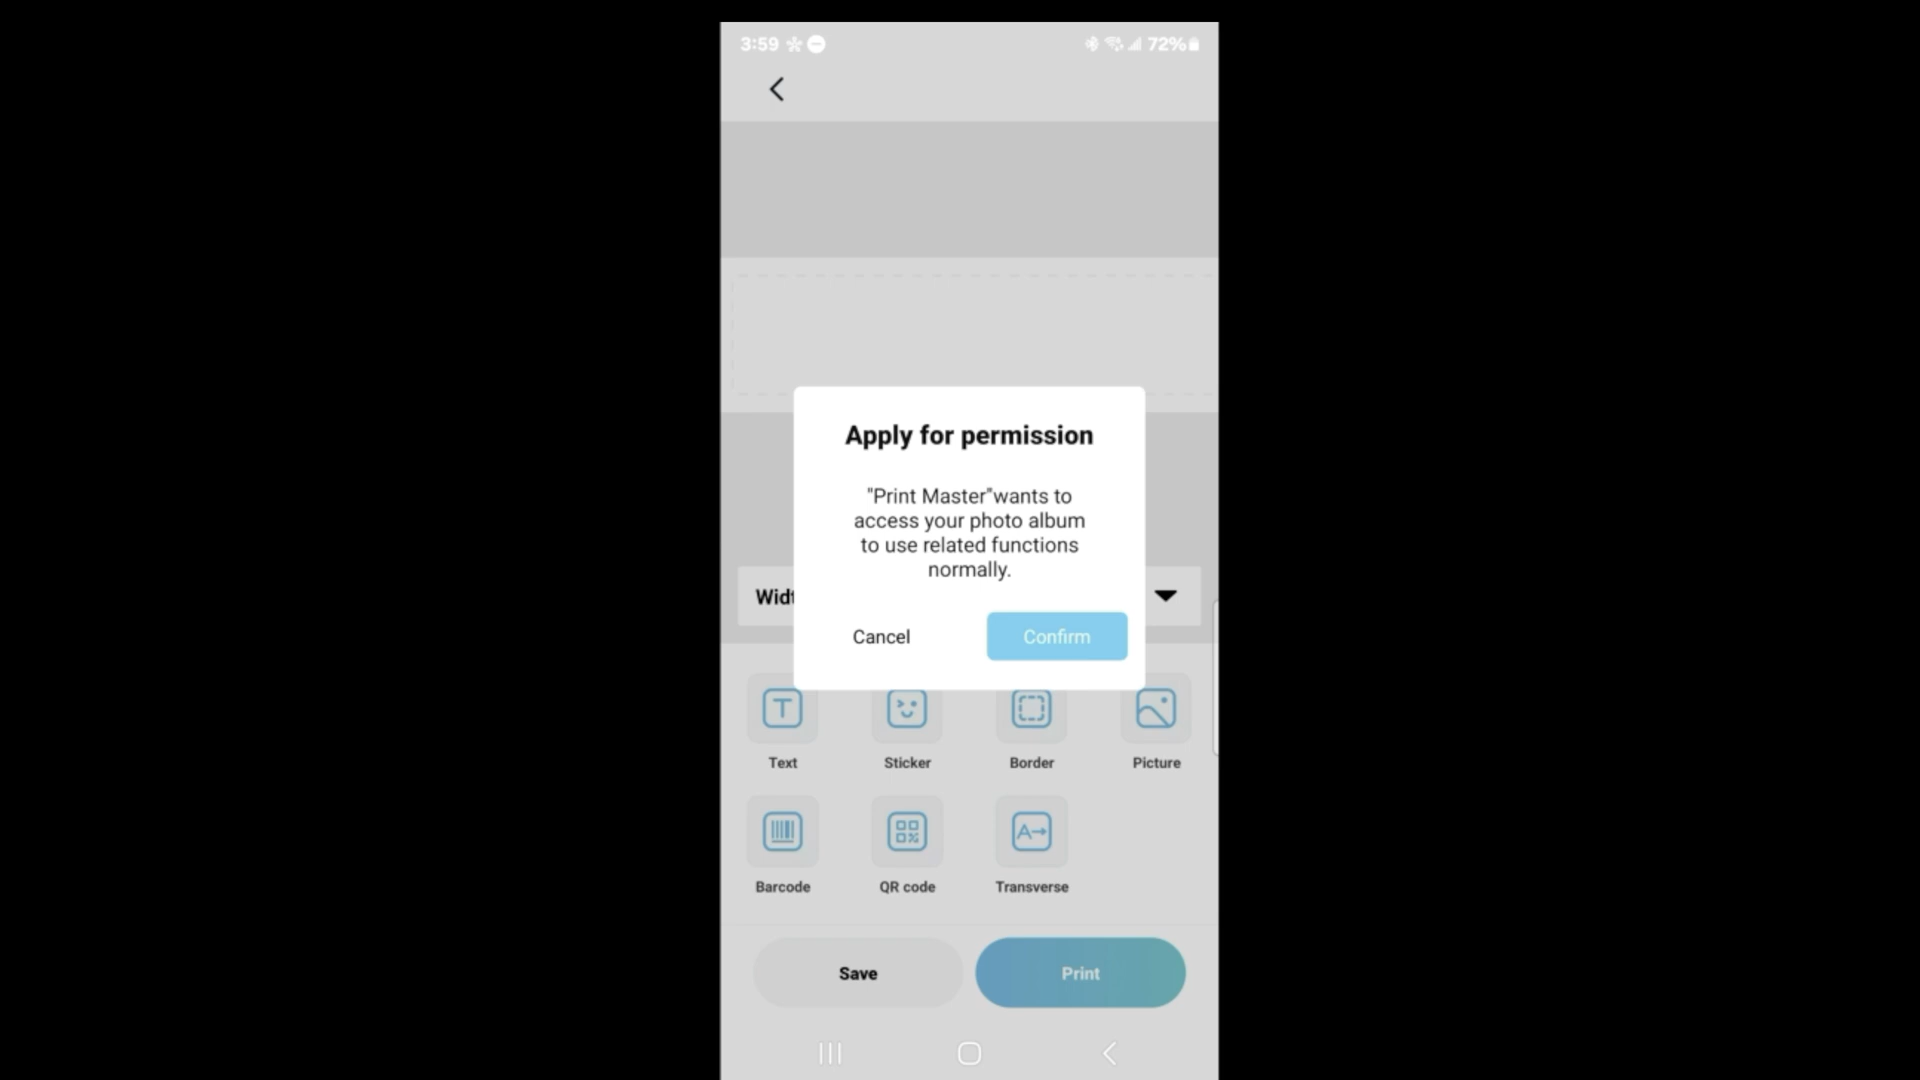 3:59
72%
Apply for permission
"Print Master"wants to
access your photo album
to use related functions
normally.
Cancel
Confirm
Text
Sticker
Border
Picture
Barcode
QR code
Transverse
Save
Print